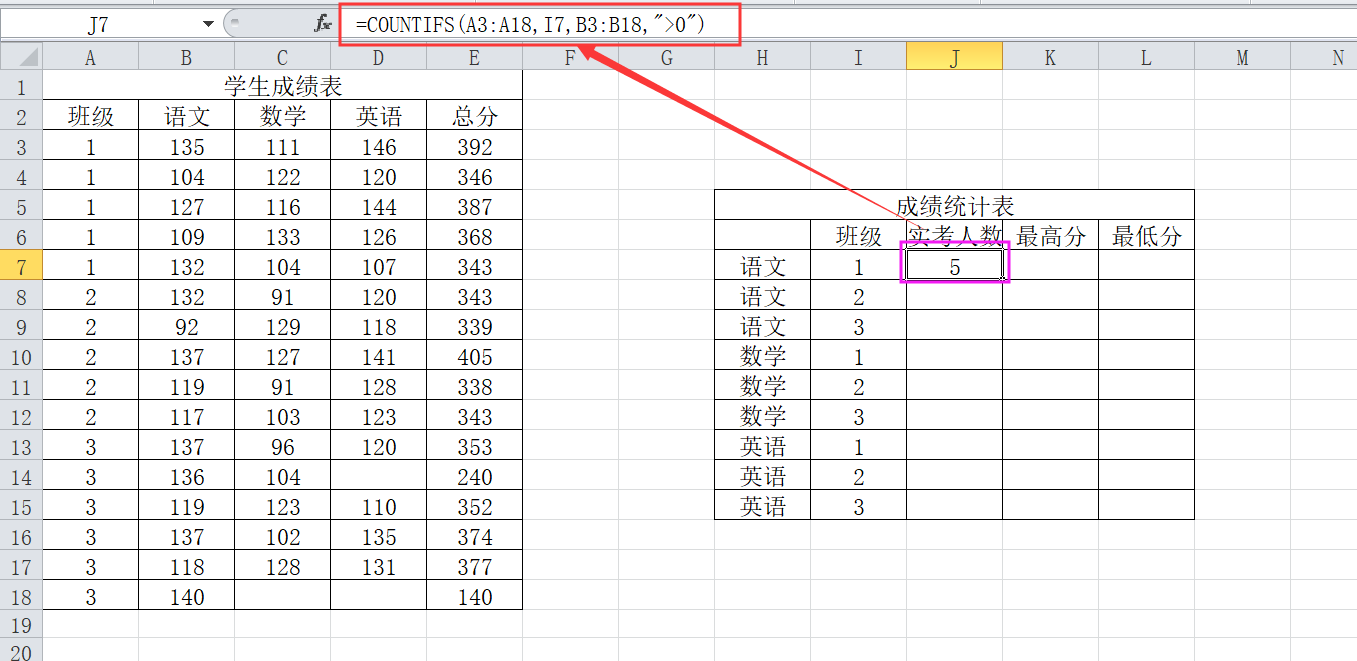 J7 fx =COUNTIFS(A3:A18,I7,B3:B18,">0")
A B C D E F G H I J K L M N
1 学生成绩表
2 班级 语文 数学 英语 总分
3 1 135 111 146 392
4 1 104 122 120 346
5 1 127 116 144 387 成绩统计表
6 1 109 133 126 368 班级 实考人数 最高分 最低分
7 1 132 104 107 343 语文 1 5
8 2 132 91 120 343 语文 2
9 2 92 129 118 339 语文 3
10 2 137 127 141 405 数学 1
11 2 119 91 128 338 数学 2
12 2 117 103 123 343 数学 3
13 3 137 96 120 353 英语 1
14 3 136 104 240 英语 2
15 3 119 123 110 352 英语 3
16 3 137 102 135 374
17 3 118 128 131 377
18 3 140 140
19
20